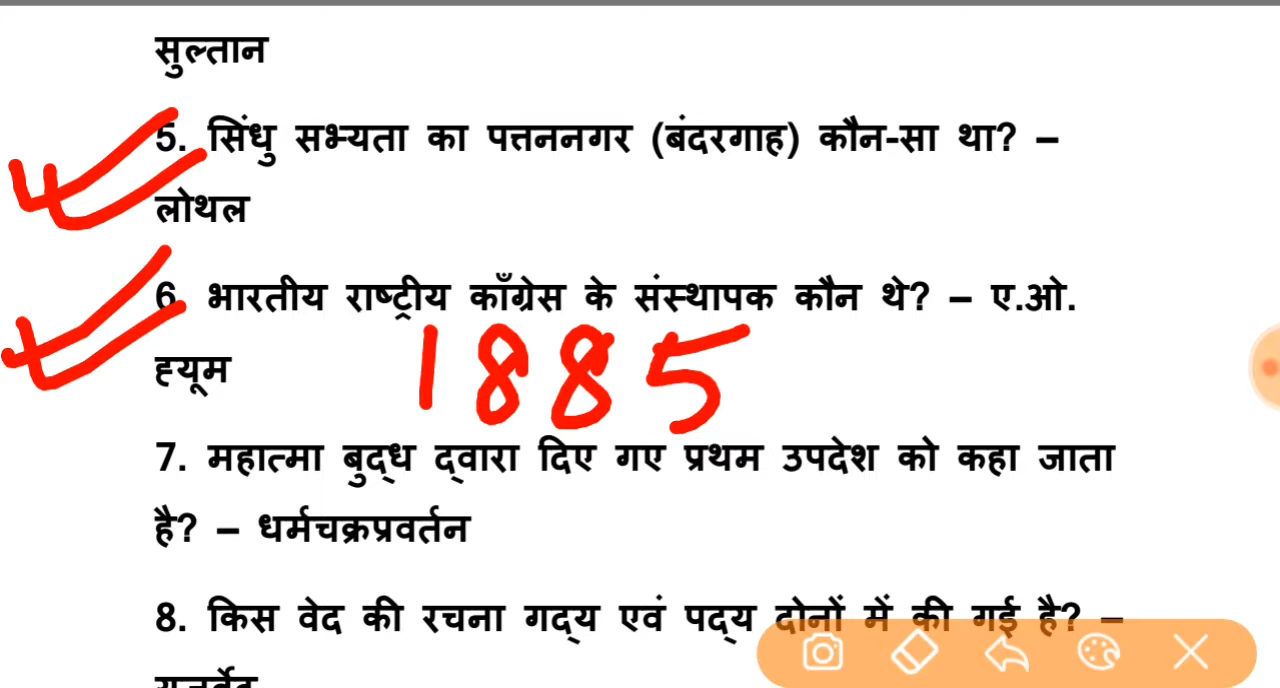 सुल्तान
5. सिंधु सभ्यता का पत्तननगर (बंदरगाह) कौन-सा था? –
लोथल
6. भारतीय राष्ट्रीय काँग्रेस के संस्थापक कौन थे? – ए.ओ.
ह्यूम
1885
7. महात्मा बुद्ध द्वारा दिए गए प्रथम उपदेश को कहा जाता
है? – धर्मचक्रप्रवर्तन
8. किस वेद की रचना गद्य एवं पद्य दोनों में की गई है? –
यजुर्वेद